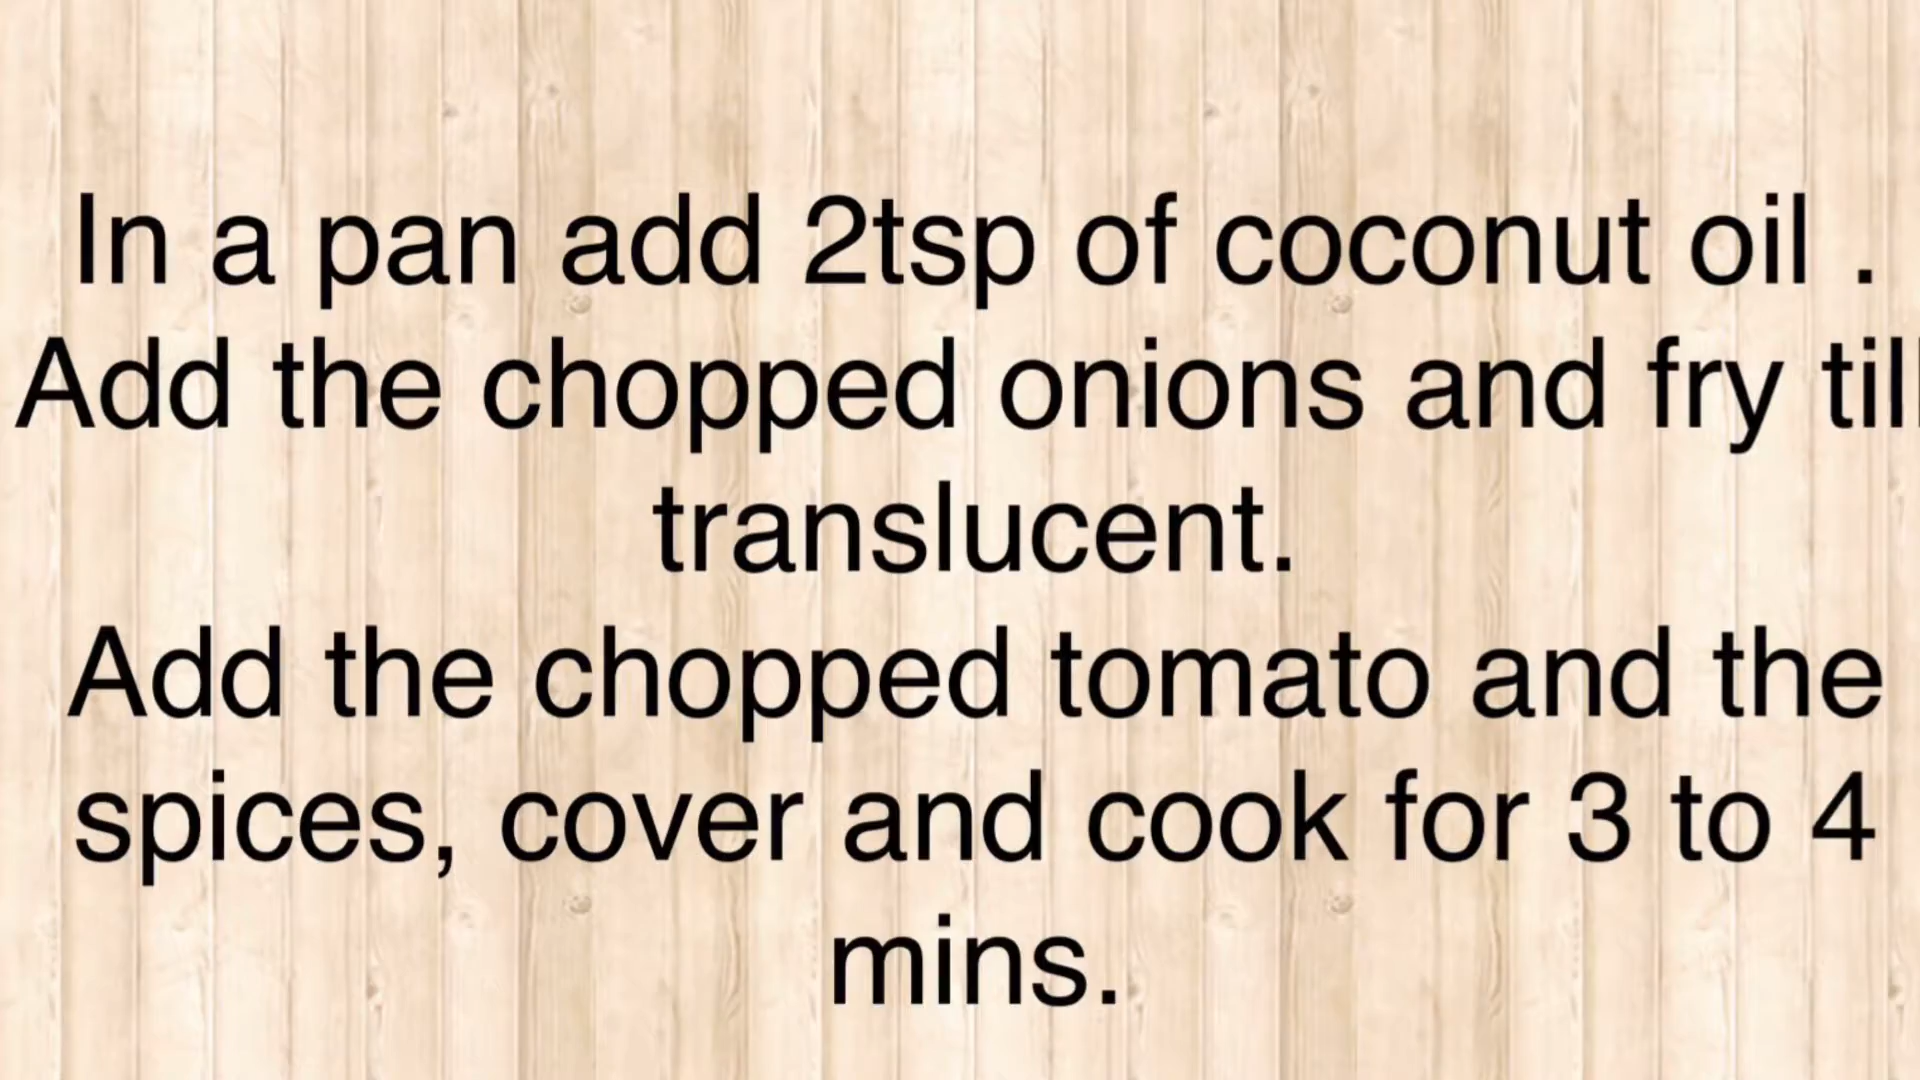 In a pan add 2tsp of coconut oil .
Add the chopped onions and fry till
translucent.
Add the chopped tomato and the
spices, cover and cook for 3 to 4
mins.